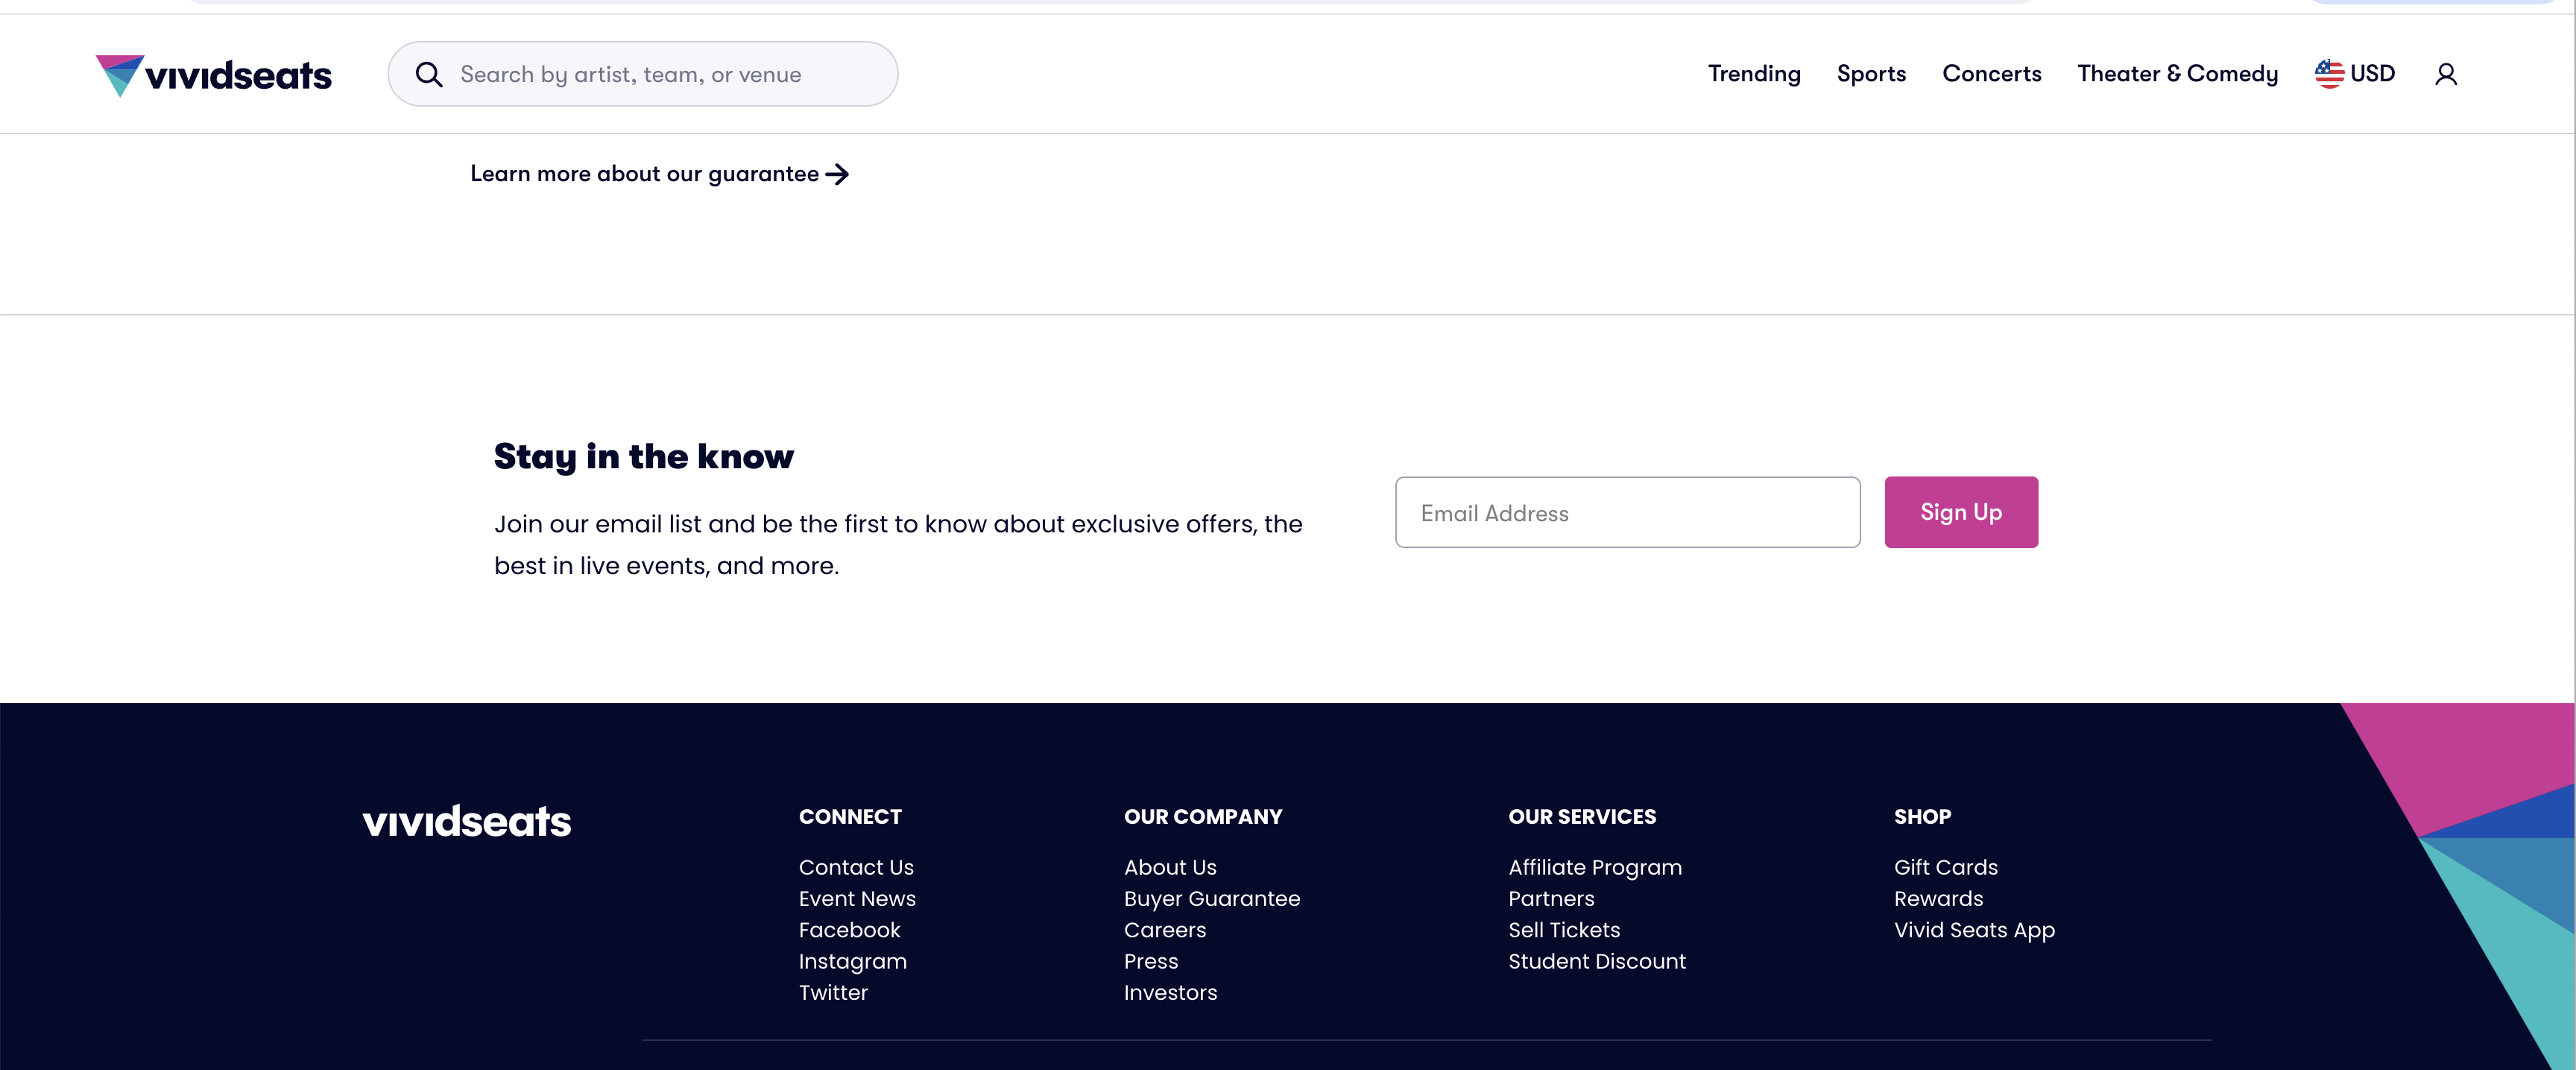 vividseats
Search by artist, team, or venue
Trending
Sports
Concerts
Theater & Comedy
USD
Learn more about our guarantee
Stay in the know
Join our email list and be the first to know about exclusive offers, the
best in live events, and more.
Email Address
Sign Up
vividseats
CONNECT
Contact Us
Event News
Facebook
Instagram
Twitter
OUR COMPANY
About Us
Buyer Guarantee
Careers
Press
Investors
OUR SERVICES
Affiliate Program
Partners
Sell Tickets
Student Discount
SHOP
Gift Cards
Rewards
Vivid Seats App